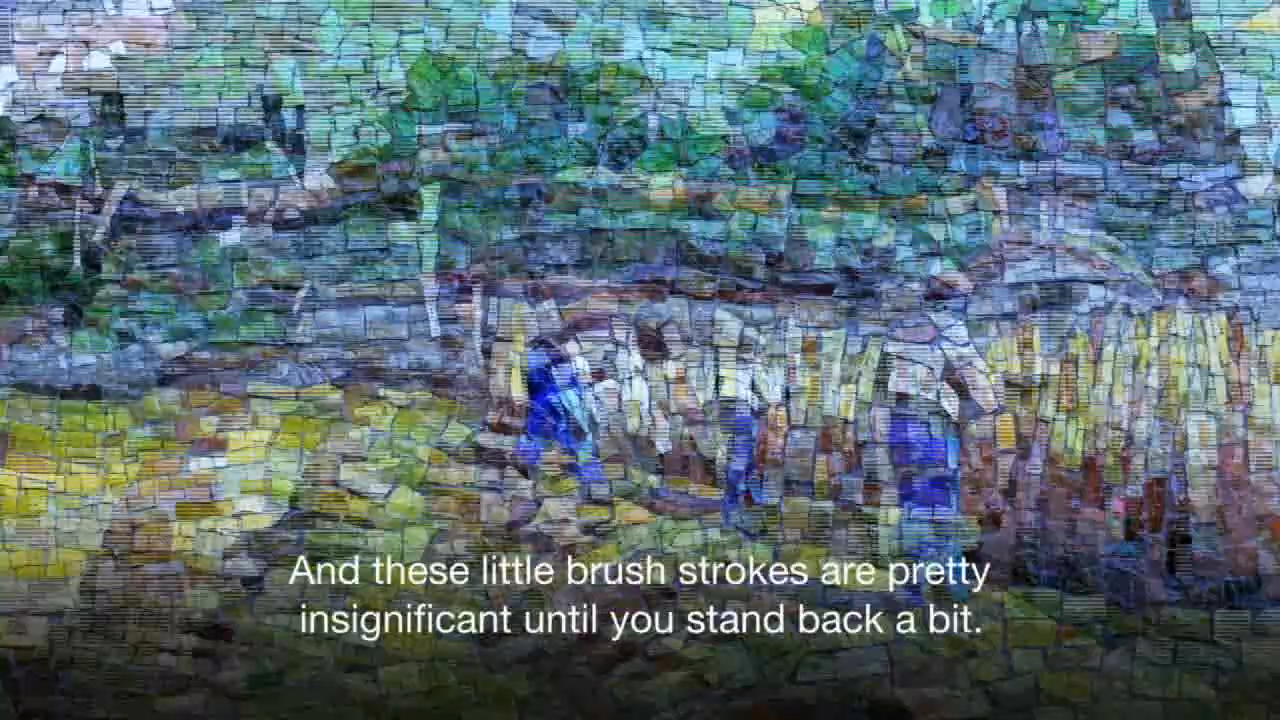 And these little brush strokes are pretty
insignificant until you stand back a bit.